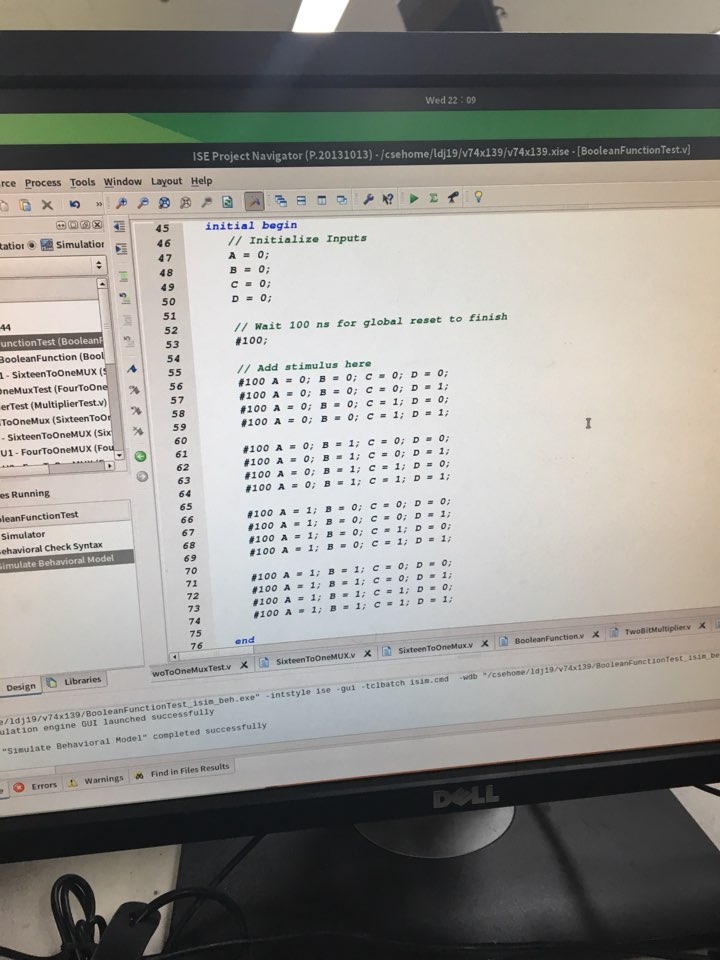 Wed 22 : 09
ISE Project Navigator (P.20131013) - /csehome/ldj19/v74x139/v74x139.xise - [BooleanFunctionTest.v]
rce Process Tools Window Layout Help
Simulation
44
unctionTest (BooleanF
BooleanFunction (Bool
1 - SixteenToOneMUX (S
OneMuxTest (FourToOne
erTest (MultiplierTest.v)
ToOneMux (SixteenToOn
- SixteenToOneMUX (Six
U1 - FourToOneMUX (Fou
es Running
oleanFunctionTest
Simulator
ehavioral Check Syntax
Simulate Behavioral Model
Design Libraries
45 initial begin
46 // Initialize Inputs
47 A = 0;
48 B = 0;
49 C = 0;
50 D = 0;
51
52 // Wait 100 ns for global reset to finish
53 #100;
54
55 // Add stimulus here
56 #100 A = 0; B = 0; C = 0; D = 0;
57 #100 A = 0; B = 0; C = 0; D = 1;
58 #100 A = 0; B = 0; C = 1; D = 0;
59 #100 A = 0; B = 0; C = 1; D = 1;
60
61 #100 A = 0; B = 1; C = 0; D = 0;
62 #100 A = 0; B = 1; C = 0; D = 1;
63 #100 A = 0; B = 1; C = 1; D = 0;
64 #100 A = 0; B = 1; C = 1; D = 1;
65
66 #100 A = 1; B = 0; C = 0; D = 0;
67 #100 A = 1; B = 0; C = 0; D = 1;
68 #100 A = 1; B = 0; C = 1; D = 0;
69 #100 A = 1; B = 0; C = 1; D = 1;
70
71 #100 A = 1; B = 1; C = 0; D = 0;
72 #100 A = 1; B = 1; C = 0; D = 1;
73 #100 A = 1; B = 1; C = 1; D = 0;
74 #100 A = 1; B = 1; C = 1; D = 1;
75
76 end
woToOneMuxTest.v SixteenToOneMUX.v SixteenToOneMux.v BooleanFunction.v TwoBitMultiplier.v
e/ldj19/v74x139/BooleanFunctionTest_isim_beh.exe" -intstyle ise -gui -tclbatch isim.cmd -wdb "/csehome/ldj19/v74x139/BooleanFunctionTest_isim_be
ulation engine GUI launched successfully
"Simulate Behavioral Model" completed successfully
Errors Warnings Find in Files Results
DELL